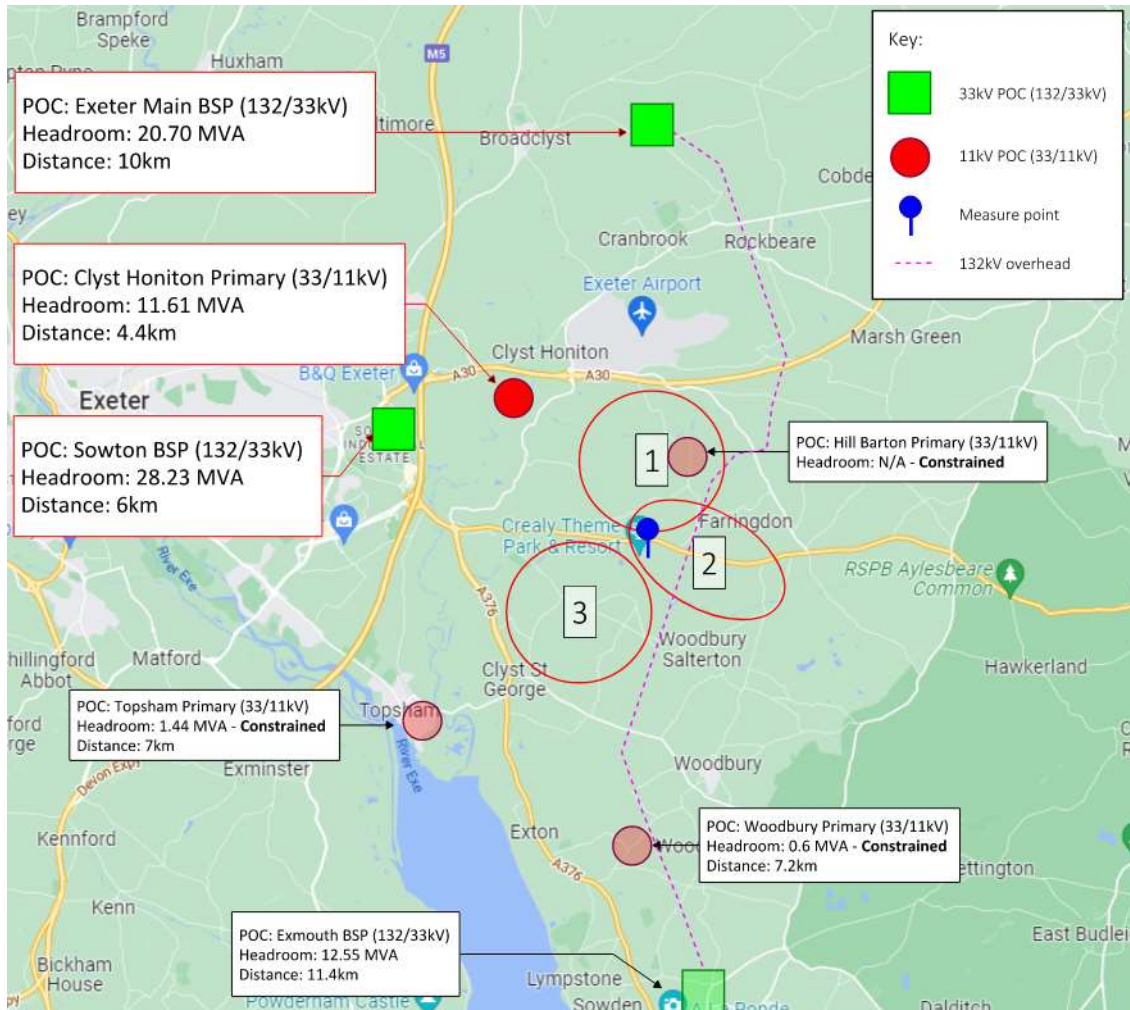 Brampford
Speke
Huxham
M5
Key:
33kV POC (132/33kV)
11kV POC (33/11kV)
Measure point
132kV overhead
POC: Exeter Main BSP (132/33kV)
Headroom: 20.70 MVA
Distance: 10km
Broadclyst
Cranbrook
Rockbeare
POC: Clyst Honiton Primary (33/11kV)
Headroom: 11.61 MVA
Distance: 4.4km
Exeter Airport
Marsh Green
Clyst Honiton
B&Q Exeter
A30
A30
Exeter
POC: Sowton BSP (132/33kV)
Headroom: 28.23 MVA
Distance: 6km
ESTATE
POC: Hill Barton Primary (33/11kV)
Headroom: N/A - Constrained
1
Crealy Theme
Park & Resort
Farringdon
2
RSPB Aylesbeare
Common
3
A376
River Exe
Woodbury
Salterton
Hawkerland
Matford
Clyst St
George
POC: Topsham Primary (33/11kV)
Headroom: 1.44 MVA - Constrained
Distance: 7km
Topsham
River Exe
Devon Expy
Exminster
Woodbury
Kennford
Exton
A376
POC: Woodbury Primary (33/11kV)
Headroom: 0.6 MVA - Constrained
Distance: 7.2km
Kenn
POC: Exmouth BSP (132/33kV)
Headroom: 12.55 MVA
Distance: 11.4km
Bickham
House
Lympstone
Sowden
Powderham Castle
Dalditch